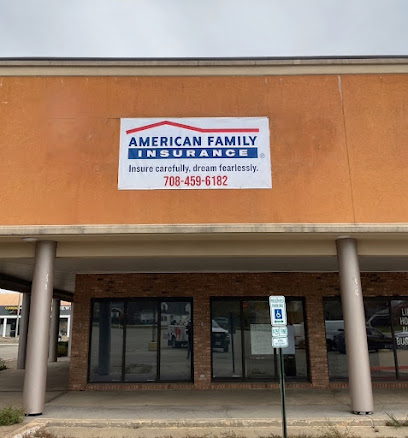 AMERICAN FAMILY
INSURANCE
Insure carefully, dream fearlessly.
708-459-6182